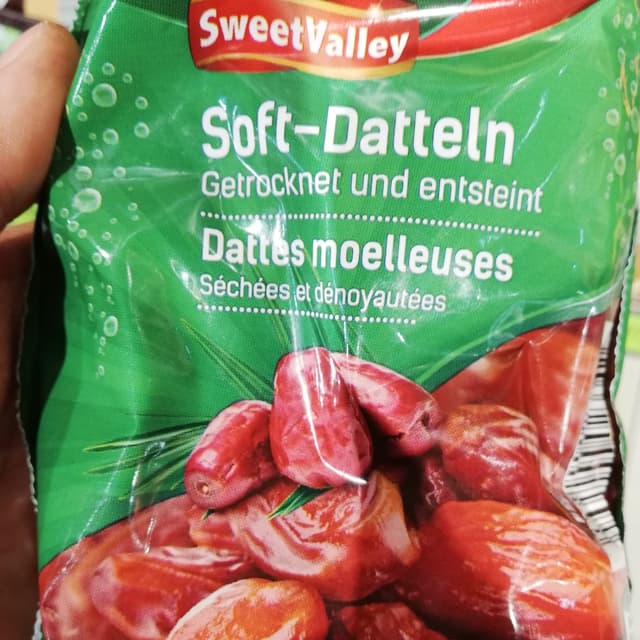 SweetValley
Soft-Datteln
Getrocknet und entsteint
Dattes moelleuses
Séchées et dénoyautées